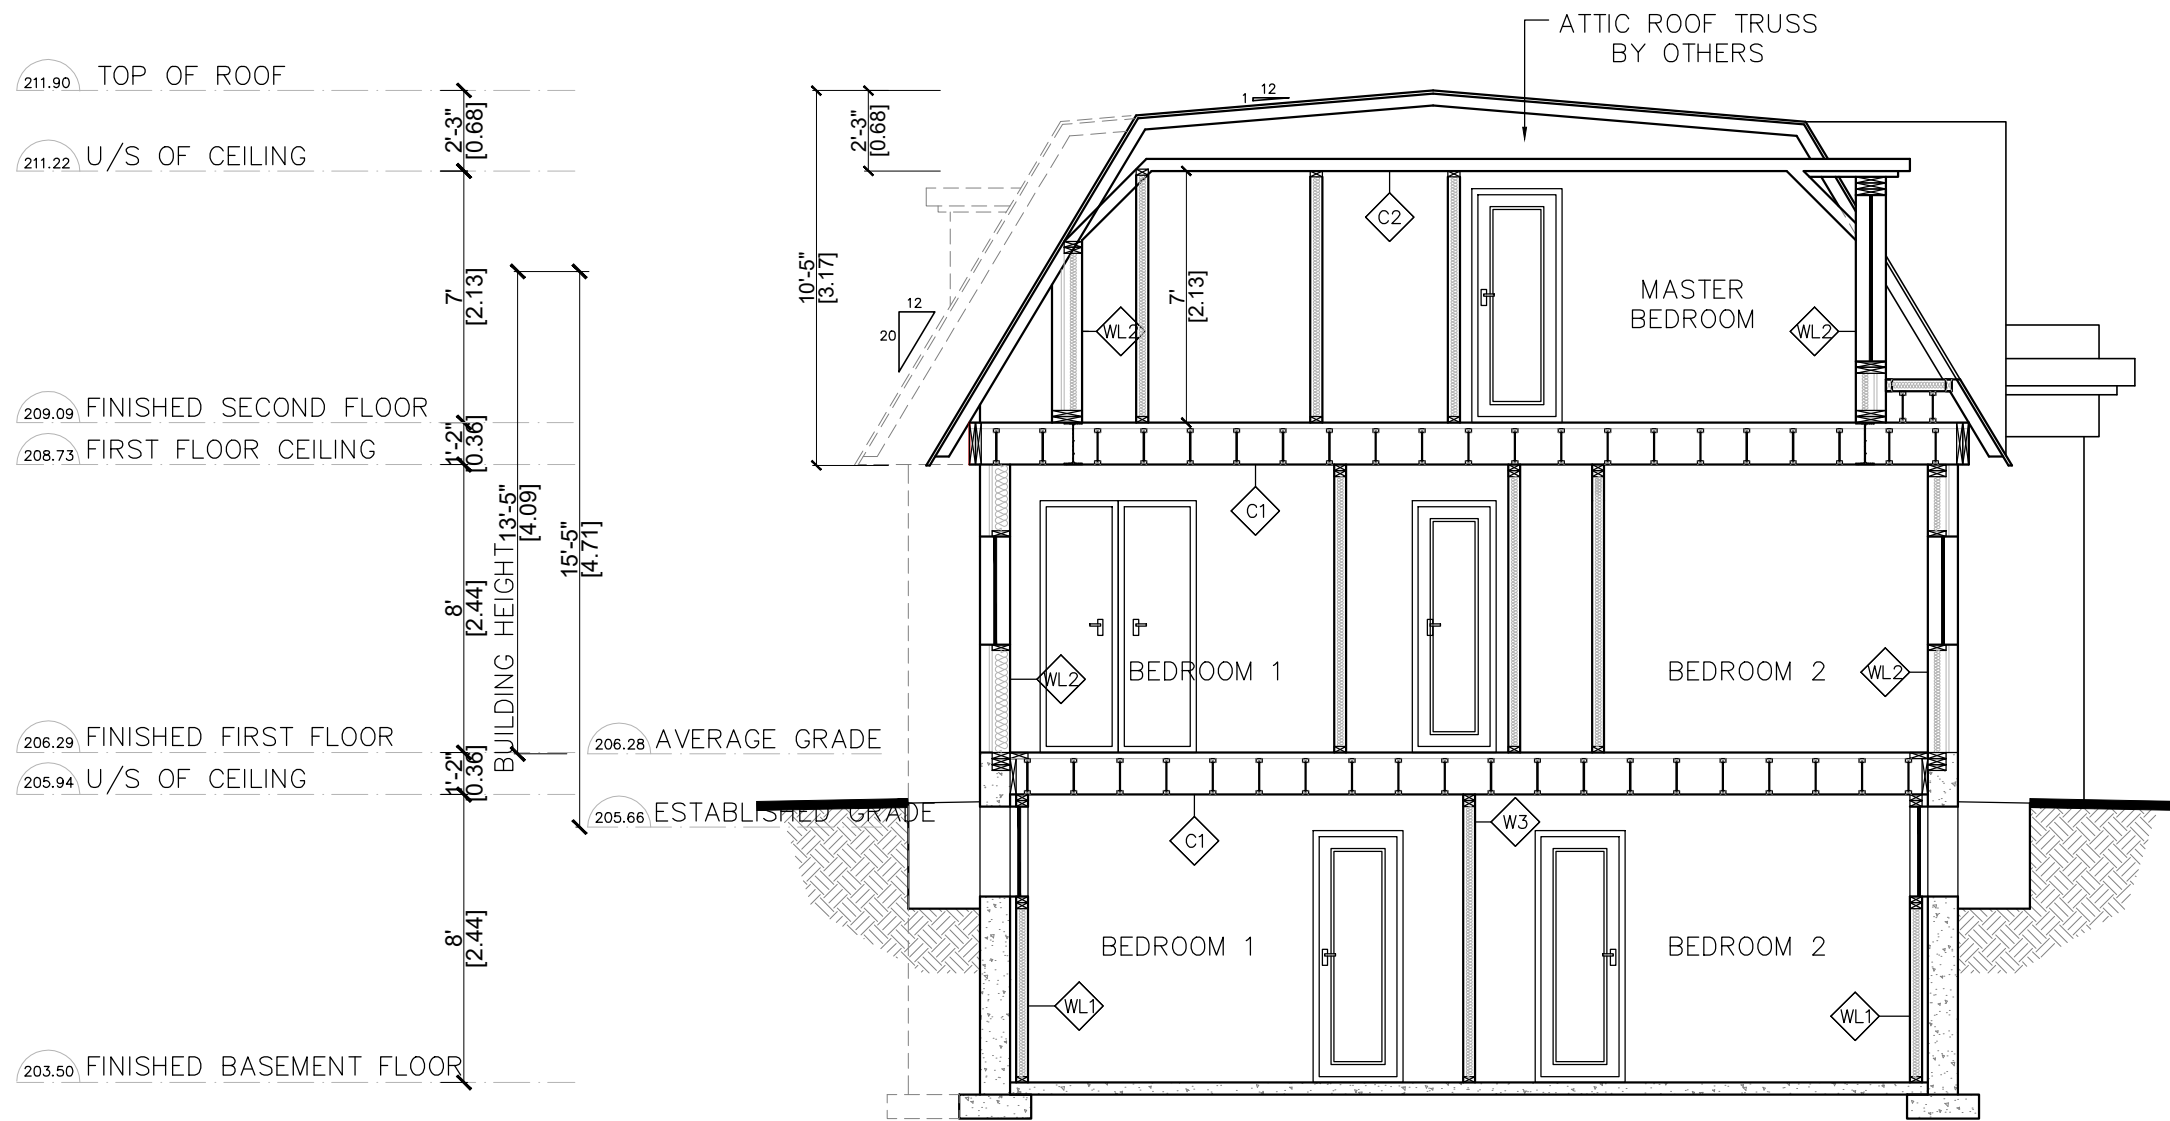 ATTIC ROOF TRUSS
BY OTHERS
211.90 TOP OF ROOF
2'-3"
[0.68]
211.22 U/S OF CEILING
7'
[2.13]
209.09 FINISHED SECOND FLOOR
1'-2"
[0.36]
208.73 FIRST FLOOR CEILING
8'
[2.44]
206.29 FINISHED FIRST FLOOR
1'-2"
[0.36]
205.94 U/S OF CEILING
8'
[2.44]
203.50 FINISHED BASEMENT FLOOR
BUILDING HEIGHT
13'-5"
[4.09]
15'-5"
[4.71]
206.28 AVERAGE GRADE
205.66 ESTABLISHED GRADE
10'-5"
[3.17]
2'-3"
[0.68]
12
1
12
20
C2
7'
[2.13]
WL2
MASTER
BEDROOM
WL2
C1
WL2
BEDROOM 1
BEDROOM 2
WL2
C1
W3
BEDROOM 1
BEDROOM 2
WL1
WL1